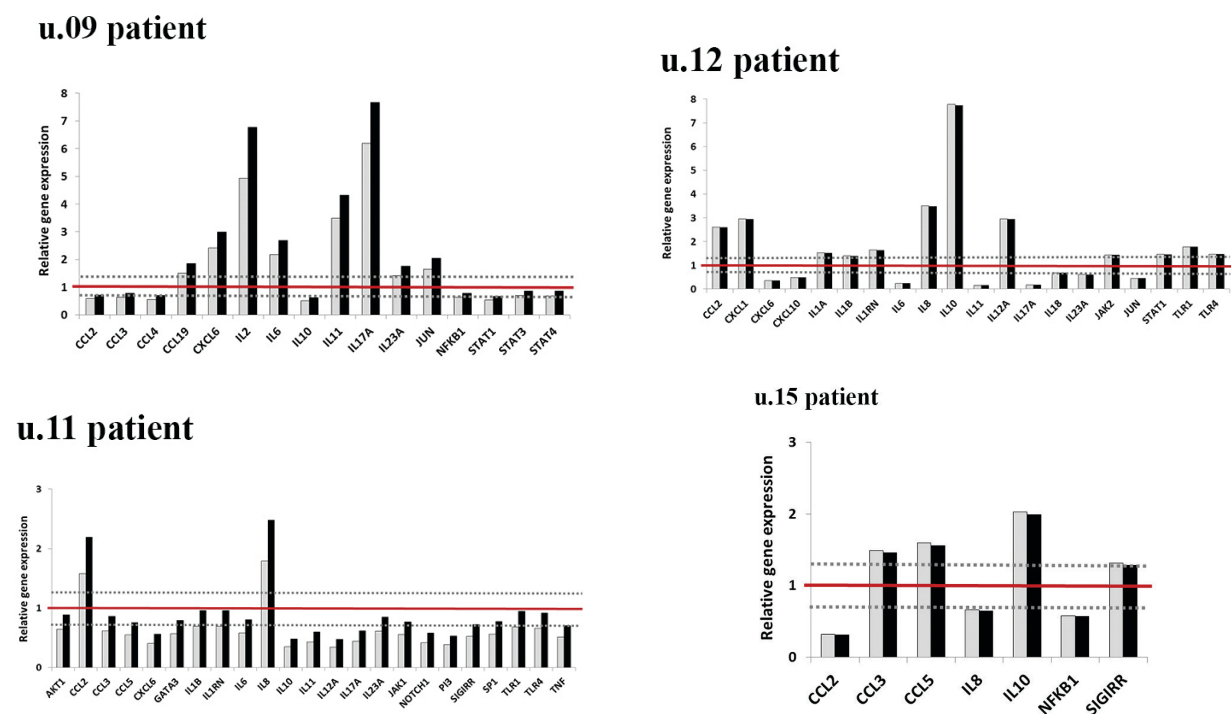 u.09 patient
Relative gene expression
8
7
6
5
4
3
2
1
0
CCL2 CCL3 CCL4 CCL19 CXCL6 IL2 IL6 IL10 IL11 IL17A IL23A JUN NFKB1 STAT1 STAT3 STAT4
u.12 patient
Relative gene expression
8
7
6
5
4
3
2
1
0
CCL2 CXCL1 CXCL6 CXCL10 IL1A IL1B IL1RN IL6 IL8 IL10 IL11 IL12A IL17A IL18 IL23A JAK2 JUN STAT1 TLR1 TLR4
u.11 patient
Relative gene expression
3
2
1
0
AKT1 CCL2 CCL3 CCL5 CXCL6 GATA3 IL1B IL1RN IL6 IL8 IL10 IL11 IL12A IL17A IL23A JAK1 NOTCH1 PI3 SIGIRR SP1 TLR1 TLR4 TNF
u.15 patient
Relative gene expression
3
2
1
0
CCL2 CCL3 CCL5 IL8 IL10 NFKB1 SIGIRR